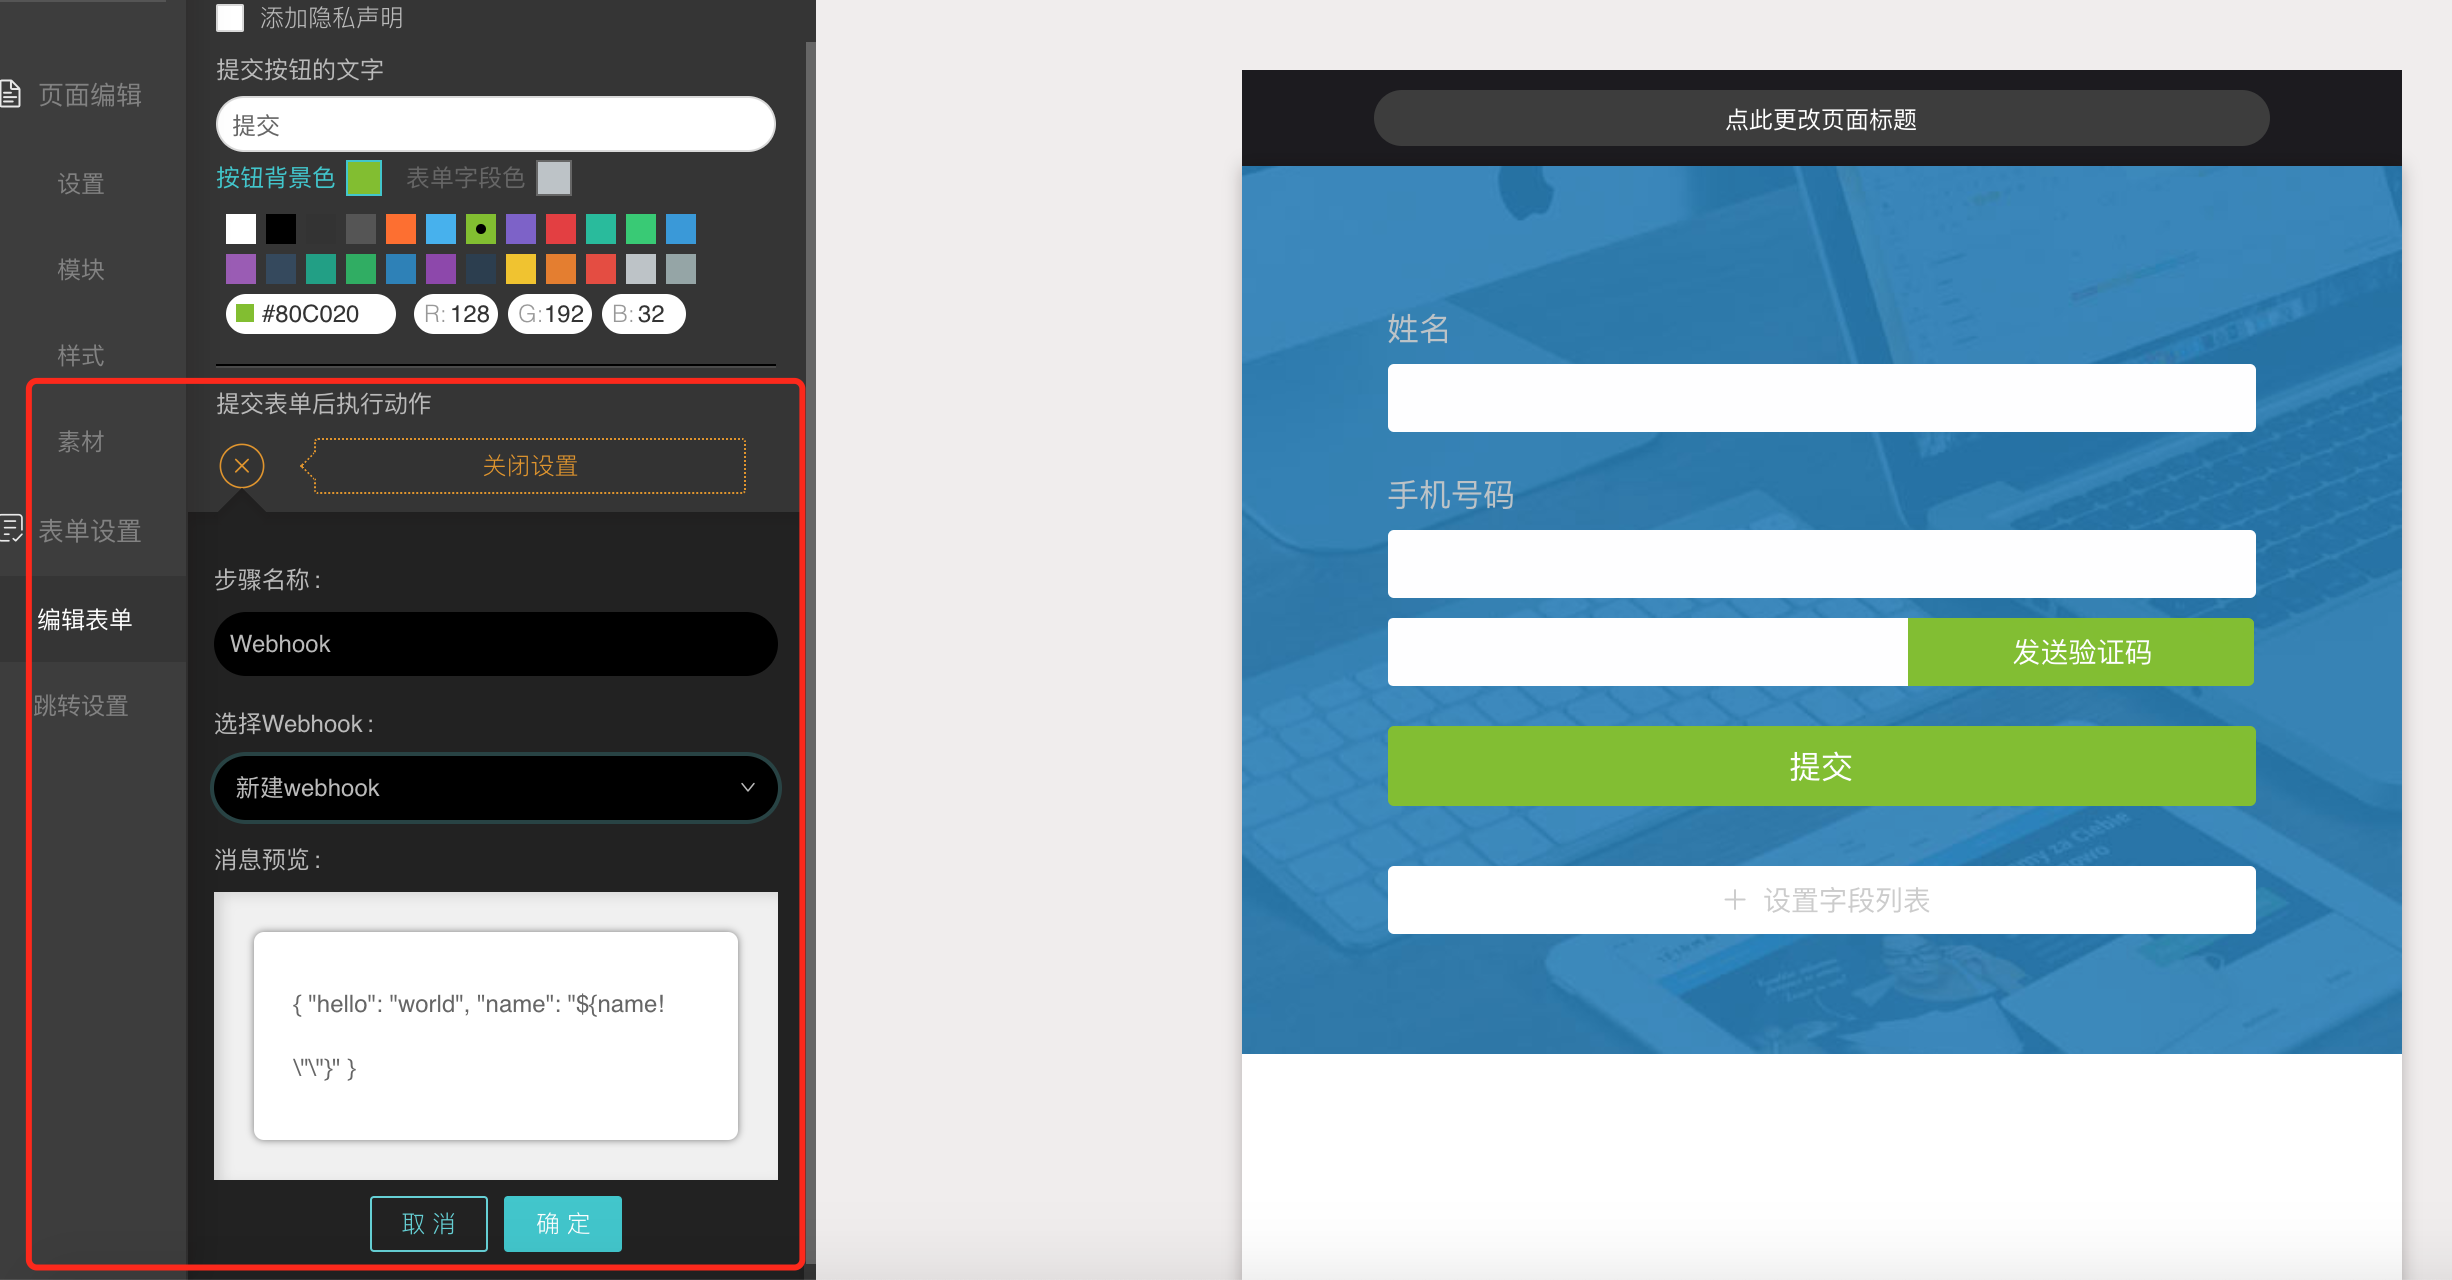 添加隐私声明
提交按钮的文字
提交
按钮背景色
表单字段色
#80C020
R: 128
G: 192
B: 32
页面编辑
设置
模块
样式
素材
表单设置
编辑表单
跳转设置
提交表单后执行动作
关闭设置
步骤名称 :
Webhook
选择Webhook :
新建webhook
消息预览 :
{ "hello": "world", "name": "${name!
\"\"}" }
取 消
确 定
点此更改页面标题
姓名
手机号码
发送验证码
提交
设置字段列表
my za Ciebie